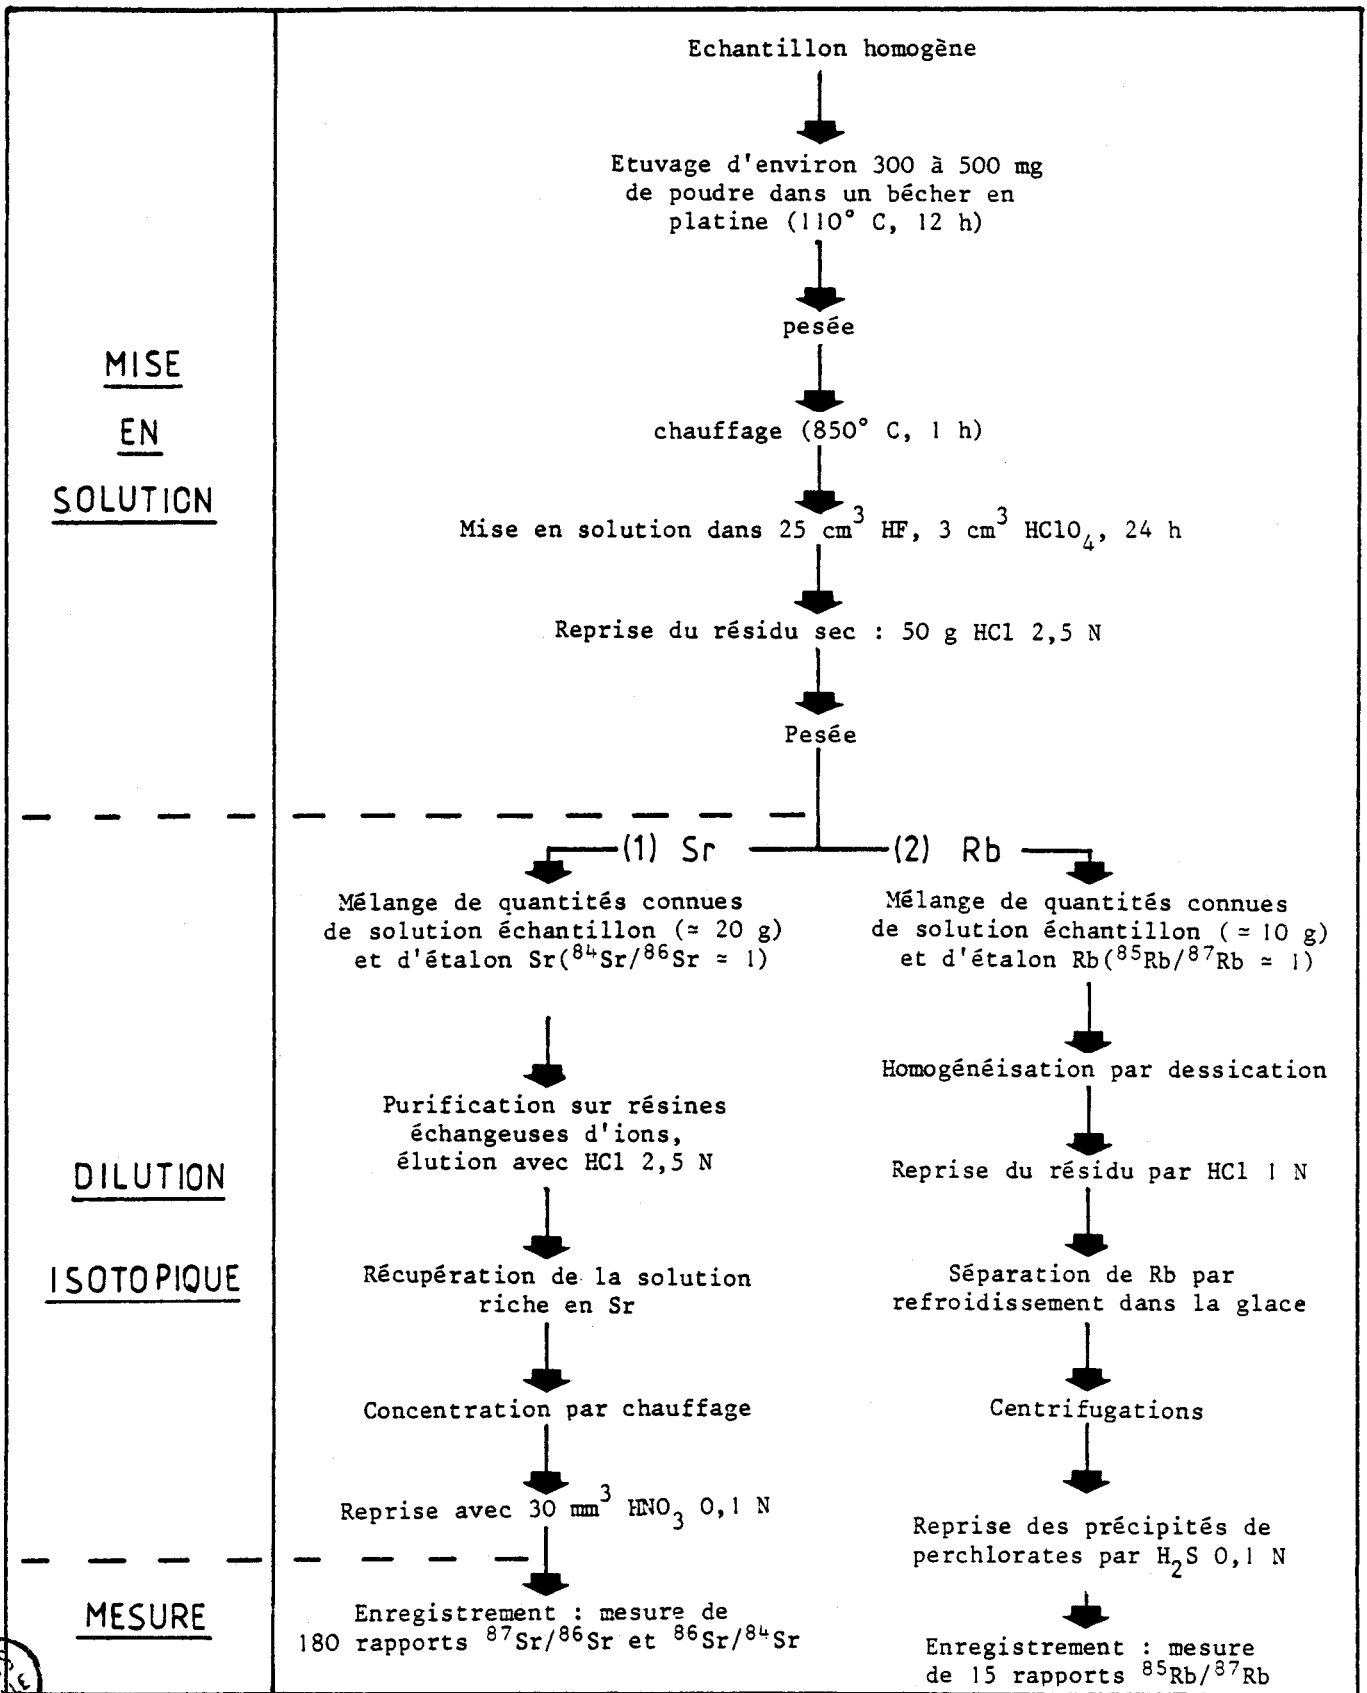 Echantillon homogène
Etuvage d'environ 300 à 500 mg
de poudre dans un bécher en
platine (110° C, 12 h)
pesée
chauffage (850° C, 1 h)
Mise en solution dans 25 cm³ HF, 3 cm³ HClO₄, 24 h
Reprise du résidu sec : 50 g HCl 2,5 N
Pesée
MISE
EN
SOLUTION
(1) Sr
Mélange de quantités connues
de solution échantillon (≃ 20 g)
et d'étalon Sr(⁸⁴Sr/⁸⁶Sr ≃ 1)
Purification sur résines
échangeuses d'ions,
élution avec HCl 2,5 N
Récupération de la solution
riche en Sr
Concentration par chauffage
Reprise avec 30 mm³ HNO₃ 0,1 N
(2) Rb
Mélange de quantités connues
de solution échantillon (≃ 10 g)
et d'étalon Rb(⁸⁵Rb/⁸⁷Rb ≃ 1)
Homogénéisation par dessication
Reprise du résidu par HCl 1 N
Séparation de Rb par
refroidissement dans la glace
Centrifugations
Reprise des précipités de
perchlorates par H₂S 0,1 N
DILUTION
ISOTOPIQUE
MESURE
Enregistrement : mesure de
180 rapports ⁸⁷Sr/⁸⁶Sr et ⁸⁶Sr/⁸⁴Sr
Enregistrement : mesure
de 15 rapports ⁸⁵Rb/⁸⁷Rb